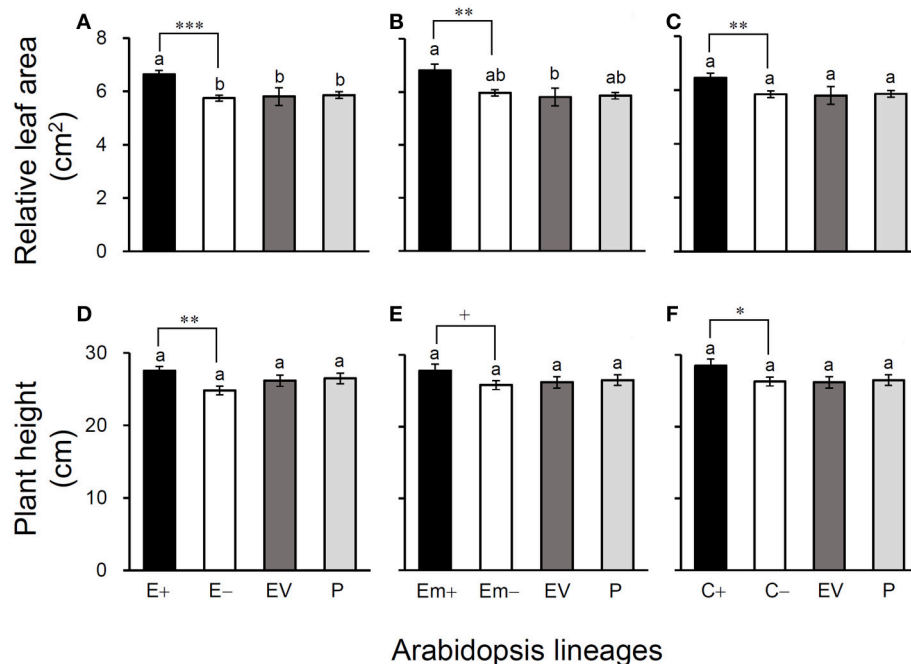 A
B
C
***
**
**
Relative leaf area
(cm²)
8
6
4
2
0
a
b
b
b
a
ab
b
ab
a
a
a
a
D
E
F
**
+
*
Plant height
(cm)
30
20
10
0
a
a
a
a
a
a
a
a
a
a
a
a
E+ E− EV P
Em+ Em− EV P
C+ C− EV P
Arabidopsis lineages